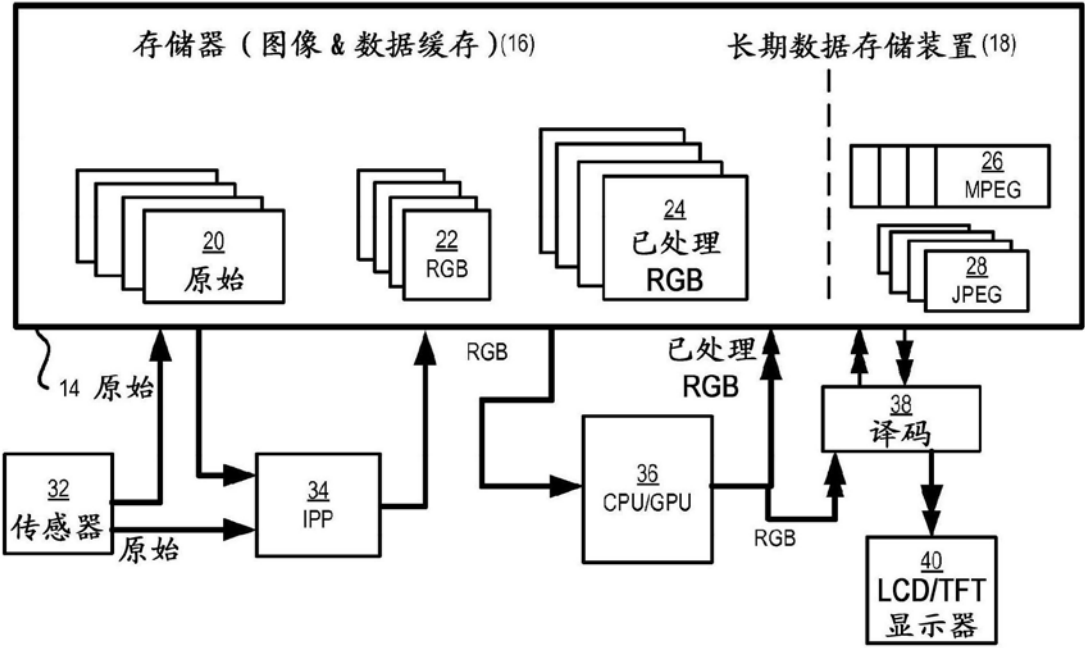 存储器（图像 & 数据缓存）(16)
长期数据存储装置(18)
20
原始
22
RGB
24
已处理
RGB
26
MPEG
28
JPEG
14
原始
RGB
已处理
RGB
32
传感器
原始
34
IPP
36
CPU/GPU
RGB
38
译码
40
LCD/TFT
显示器